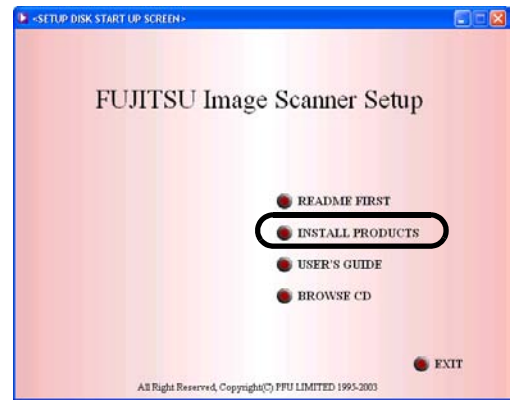 <SETUP DISK START UP SCREEN>
FUJITSU Image Scanner Setup
README FIRST
INSTALL PRODUCTS
USER'S GUIDE
BROWSE CD
EXIT
All Right Reserved, Copyright(C) PFU LIMITED 1995-2003